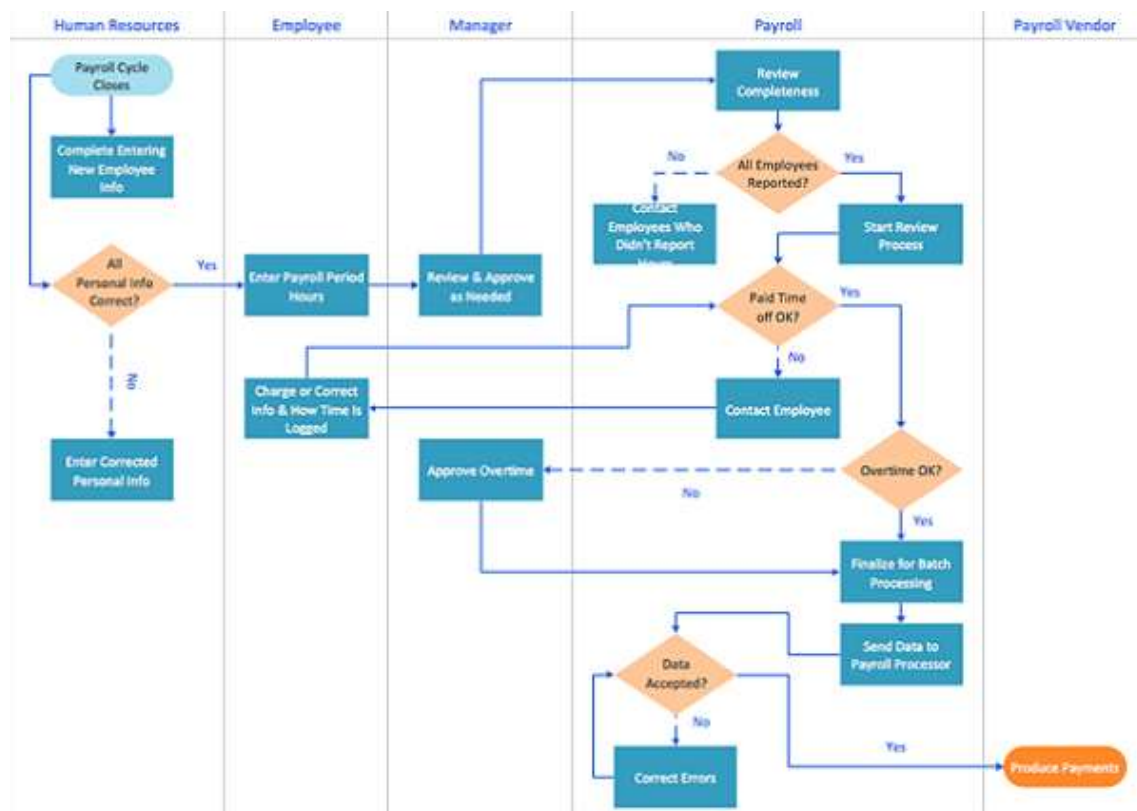 Human Resources
Employee
Manager
Payroll
Payroll Vendor
Payroll Cycle
Closes
Review
Completeness
Complete Entering
New Employee
Info
No
All Employees
Reported?
Yes
Contact
Employees Who
Didn't Report
Hours
Start Review
Process
All
Personal Info
Correct?
Yes
Enter Payroll Period
Hours
Review & Approve
as Needed
Paid Time
off OK?
Yes
No
No
Charge or Correct
Info & How Time Is
Logged
Contact Employee
Enter Corrected
Personal Info
Approve Overtime
No
Overtime OK?
Yes
Finalize for Batch
Processing
Send Data to
Payroll Processor
Data
Accepted?
No
Correct Errors
Yes
Produce Payments